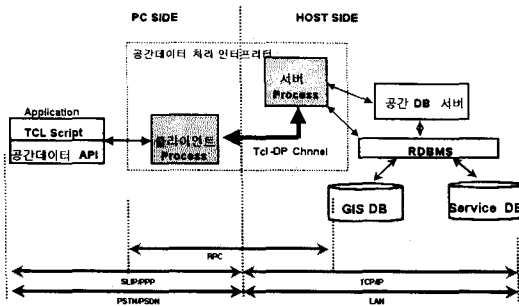 PC SIDE
HOST SIDE
공간데이타 처리 인터프리터
서버
Process
공간 DB 서버
Application
TCL Script
공간데이타 API
클라이언트
Process
Tcl-DP Chnnel
RDBMS
GIS DB
Service DB
RPC
SLIP/PPP
TCP/IP
PSTN/PSDN
LAN